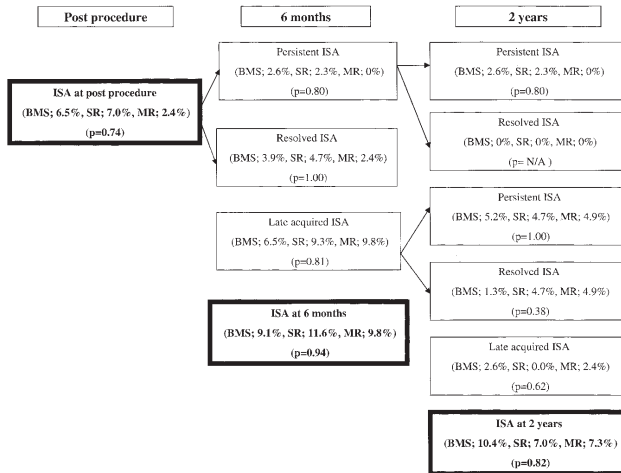 Post procedure
6 months
2 years
ISA at post procedure
(BMS; 6.5%, SR; 7.0%, MR; 2.4%)
(p=0.74)
Persistent ISA
(BMS; 2.6%, SR; 2.3%, MR; 0%)
(p=0.80)
Resolved ISA
(BMS; 3.9%, SR; 4.7%, MR; 2.4%)
(p=1.00)
Late acquired ISA
(BMS; 6.5%, SR; 9.3%, MR; 9.8%)
(p=0.81)
ISA at 6 months
(BMS; 9.1%, SR; 11.6%, MR; 9.8%)
(p=0.94)
Persistent ISA
(BMS; 2.6%, SR; 2.3%, MR; 0%)
(p=0.80)
Resolved ISA
(BMS; 0%, SR; 0%, MR; 0%)
(p= N/A )
Persistent ISA
(BMS; 5.2%, SR; 4.7%, MR; 4.9%)
(p=1.00)
Resolved ISA
(BMS; 1.3%, SR; 4.7%, MR; 4.9%)
(p=0.38)
Late acquired ISA
(BMS; 2.6%, SR; 0.0%, MR; 2.4%)
(p=0.62)
ISA at 2 years
(BMS; 10.4%, SR; 7.0%, MR; 7.3%)
(p=0.82)